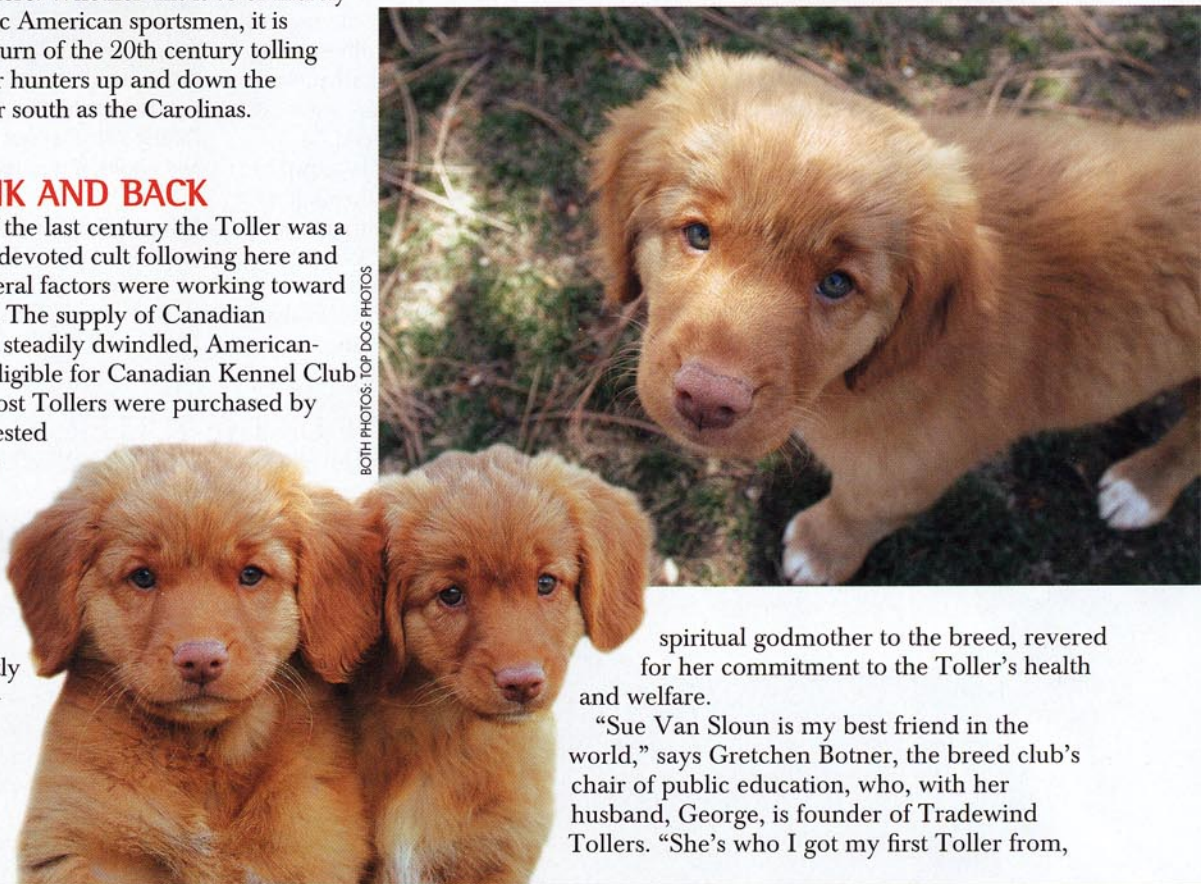 c American sportsmen, it is
urn of the 20th century tolling
hunters up and down the
south as the Carolinas.
AND BACK
the last century the Toller was a
devoted cult following here and
eral factors were working toward
The supply of Canadian
steadily dwindled, American-
ligible for Canadian Kennel Club
ost Tollers were purchased by
ested
ly
BOTH PHOTOS: TOP DOG PHOTOS
spiritual godmother to the breed, revered
for her commitment to the Toller’s health
and welfare.
“Sue Van Sloun is my best friend in the
world,” says Gretchen Botner, the breed club’s
chair of public education, who, with her
husband, George, is founder of Tradewind
Tollers. “She’s who I got my first Toller from,